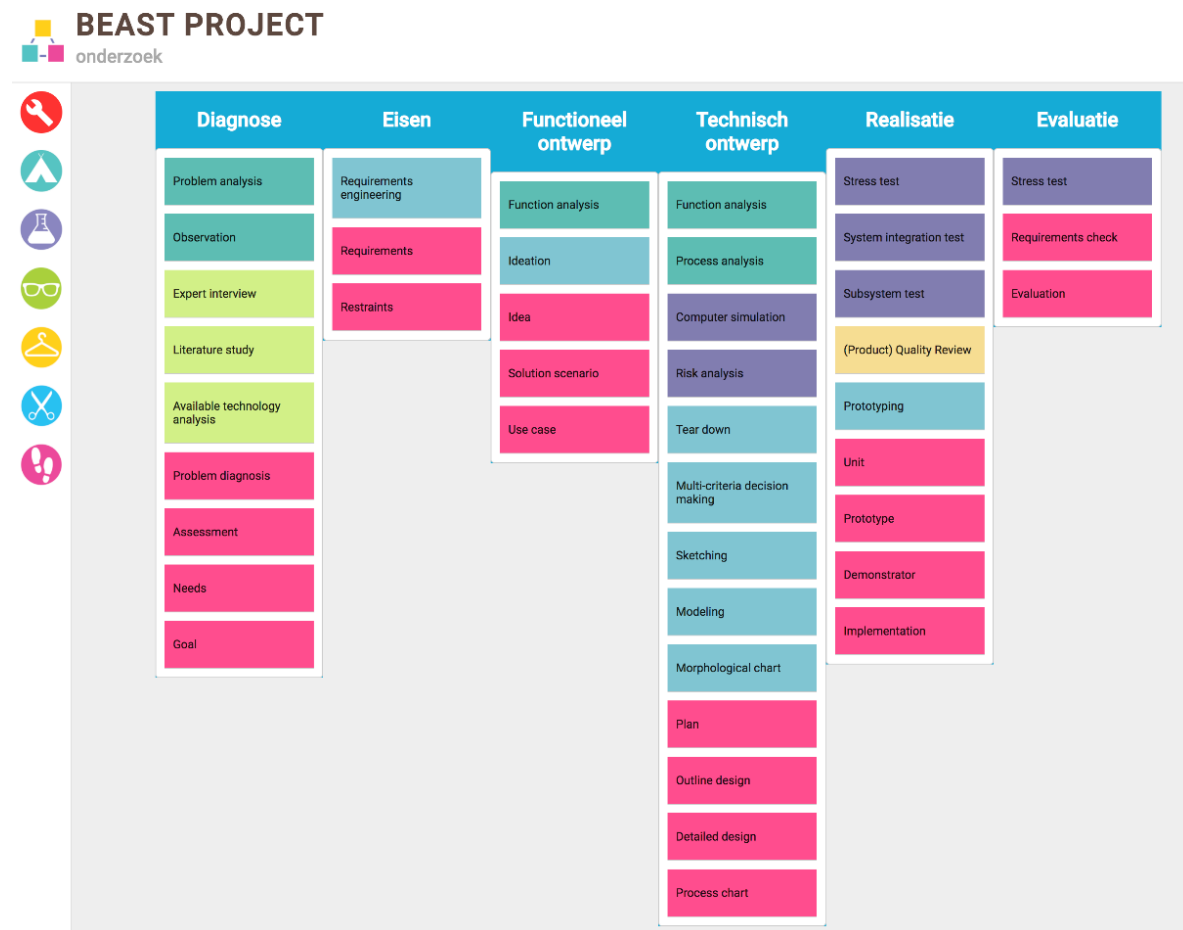 BEAST PROJECT
onderzoek
Diagnose
Problem analysis
Observation
Expert interview
Literature study
Available technology
analysis
Problem diagnosis
Assessment
Needs
Goal
Eisen
Requirements
engineering
Requirements
Restraints
Functioneel
ontwerp
Function analysis
Ideation
Idea
Solution scenario
Use case
Technisch
ontwerp
Function analysis
Process analysis
Computer simulation
Risk analysis
Tear down
Multi-criteria decision
making
Sketching
Modeling
Morphological chart
Plan
Outline design
Detailed design
Process chart
Realisatie
Stress test
System integration test
Subsystem test
(Product) Quality Review
Prototyping
Unit
Prototype
Demonstrator
Implementation
Evaluatie
Stress test
Requirements check
Evaluation